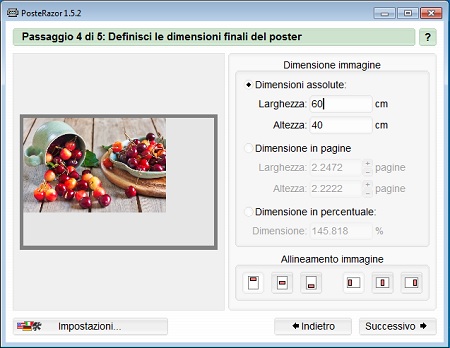 PosteRazor 1.5.2
Passaggio 4 di 5: Definisci le dimensioni finali del poster
?
Dimensione immagine
Dimensioni assolute:
Larghezza: 60 cm
Altezza: 40 cm
Dimensione in pagine
Larghezza: 2.2472 pagine
Altezza: 2.2222 pagine
Dimensione in percentuale:
Dimensione: 145.818 %
Allineamento immagine
Impostazioni...
Indietro
Successivo